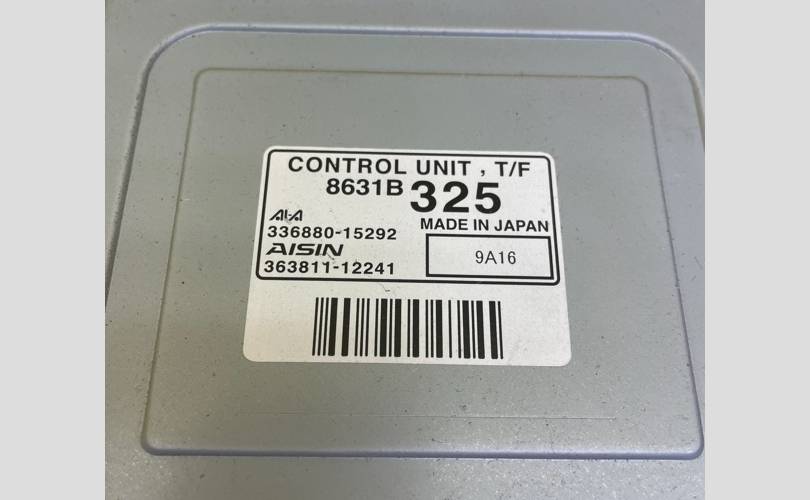 CONTROL UNIT , T/F
8631B 325
MADE IN JAPAN
336880-15292
AISIN
363811-12241
9A16